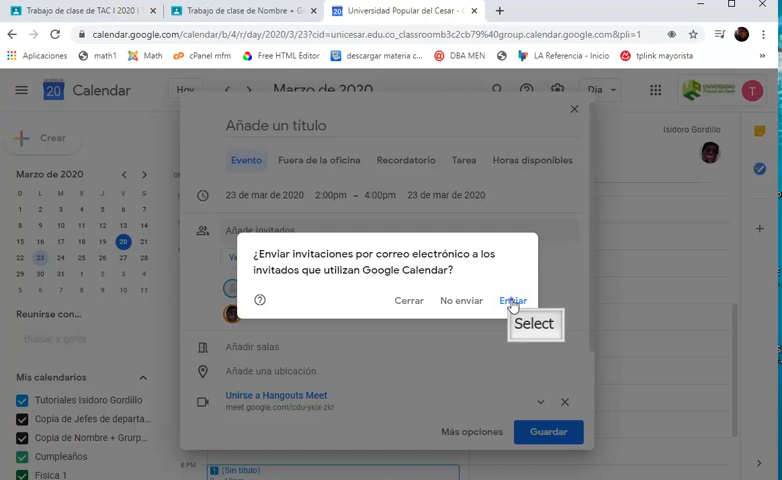 Trabajo de clase de TAC I 2020 I T
Trabajo de clase de Nombre + G
Universidad Popular del Cesar - C
calendar.google.com/calendar/b/4/r/day/2020/3/23?cid=unicesar.edu.co_classroomb3c2cb79%40group.calendar.google.com&pli=1
Aplicaciones
math1
Math
cPanel mfm
Free HTML Editor
descargar materia c...
DBA MEN
LA Referencia - Inicio
tplink mayorista
20
Calendar
Hoy
Marzo de 2020
Día
UNIVERSIDAD
T
Crear
Añade un título
Isidoro Gordillo
Evento
Fuera de la oficina
Recordatorio
Tarea
Horas disponibles
Marzo de 2020
D L M X J V S
1 2 3 4 5 6 7
8 9 10 11 12 13 14
15 16 17 18 19 20 21
22 23 24 25 26 27 28
29 30 31 1 2 3 4
5 6 7 8 9 10 11
23 de mar de 2020 2:00pm – 4:00pm 23 de mar de 2020
Añade invitados
Ve
¿Enviar invitaciones por correo electrónico a los
invitados que utilizan Google Calendar?
Cerrar
No enviar
Enviar
Select
Reunirse con...
Buscar a gente
Mis calendarios
Tutoriales Isidoro Gordillo
Copia de Jefes de departa...
Copia de Nombre + Grurp...
Cumpleaños
Fisica 1
Añadir salas
Añade una ubicación
Unirse a Hangouts Meet
meet.google.com/cdu-ykix-zkr
Más opciones
Guardar
8 PM
(Sin título)